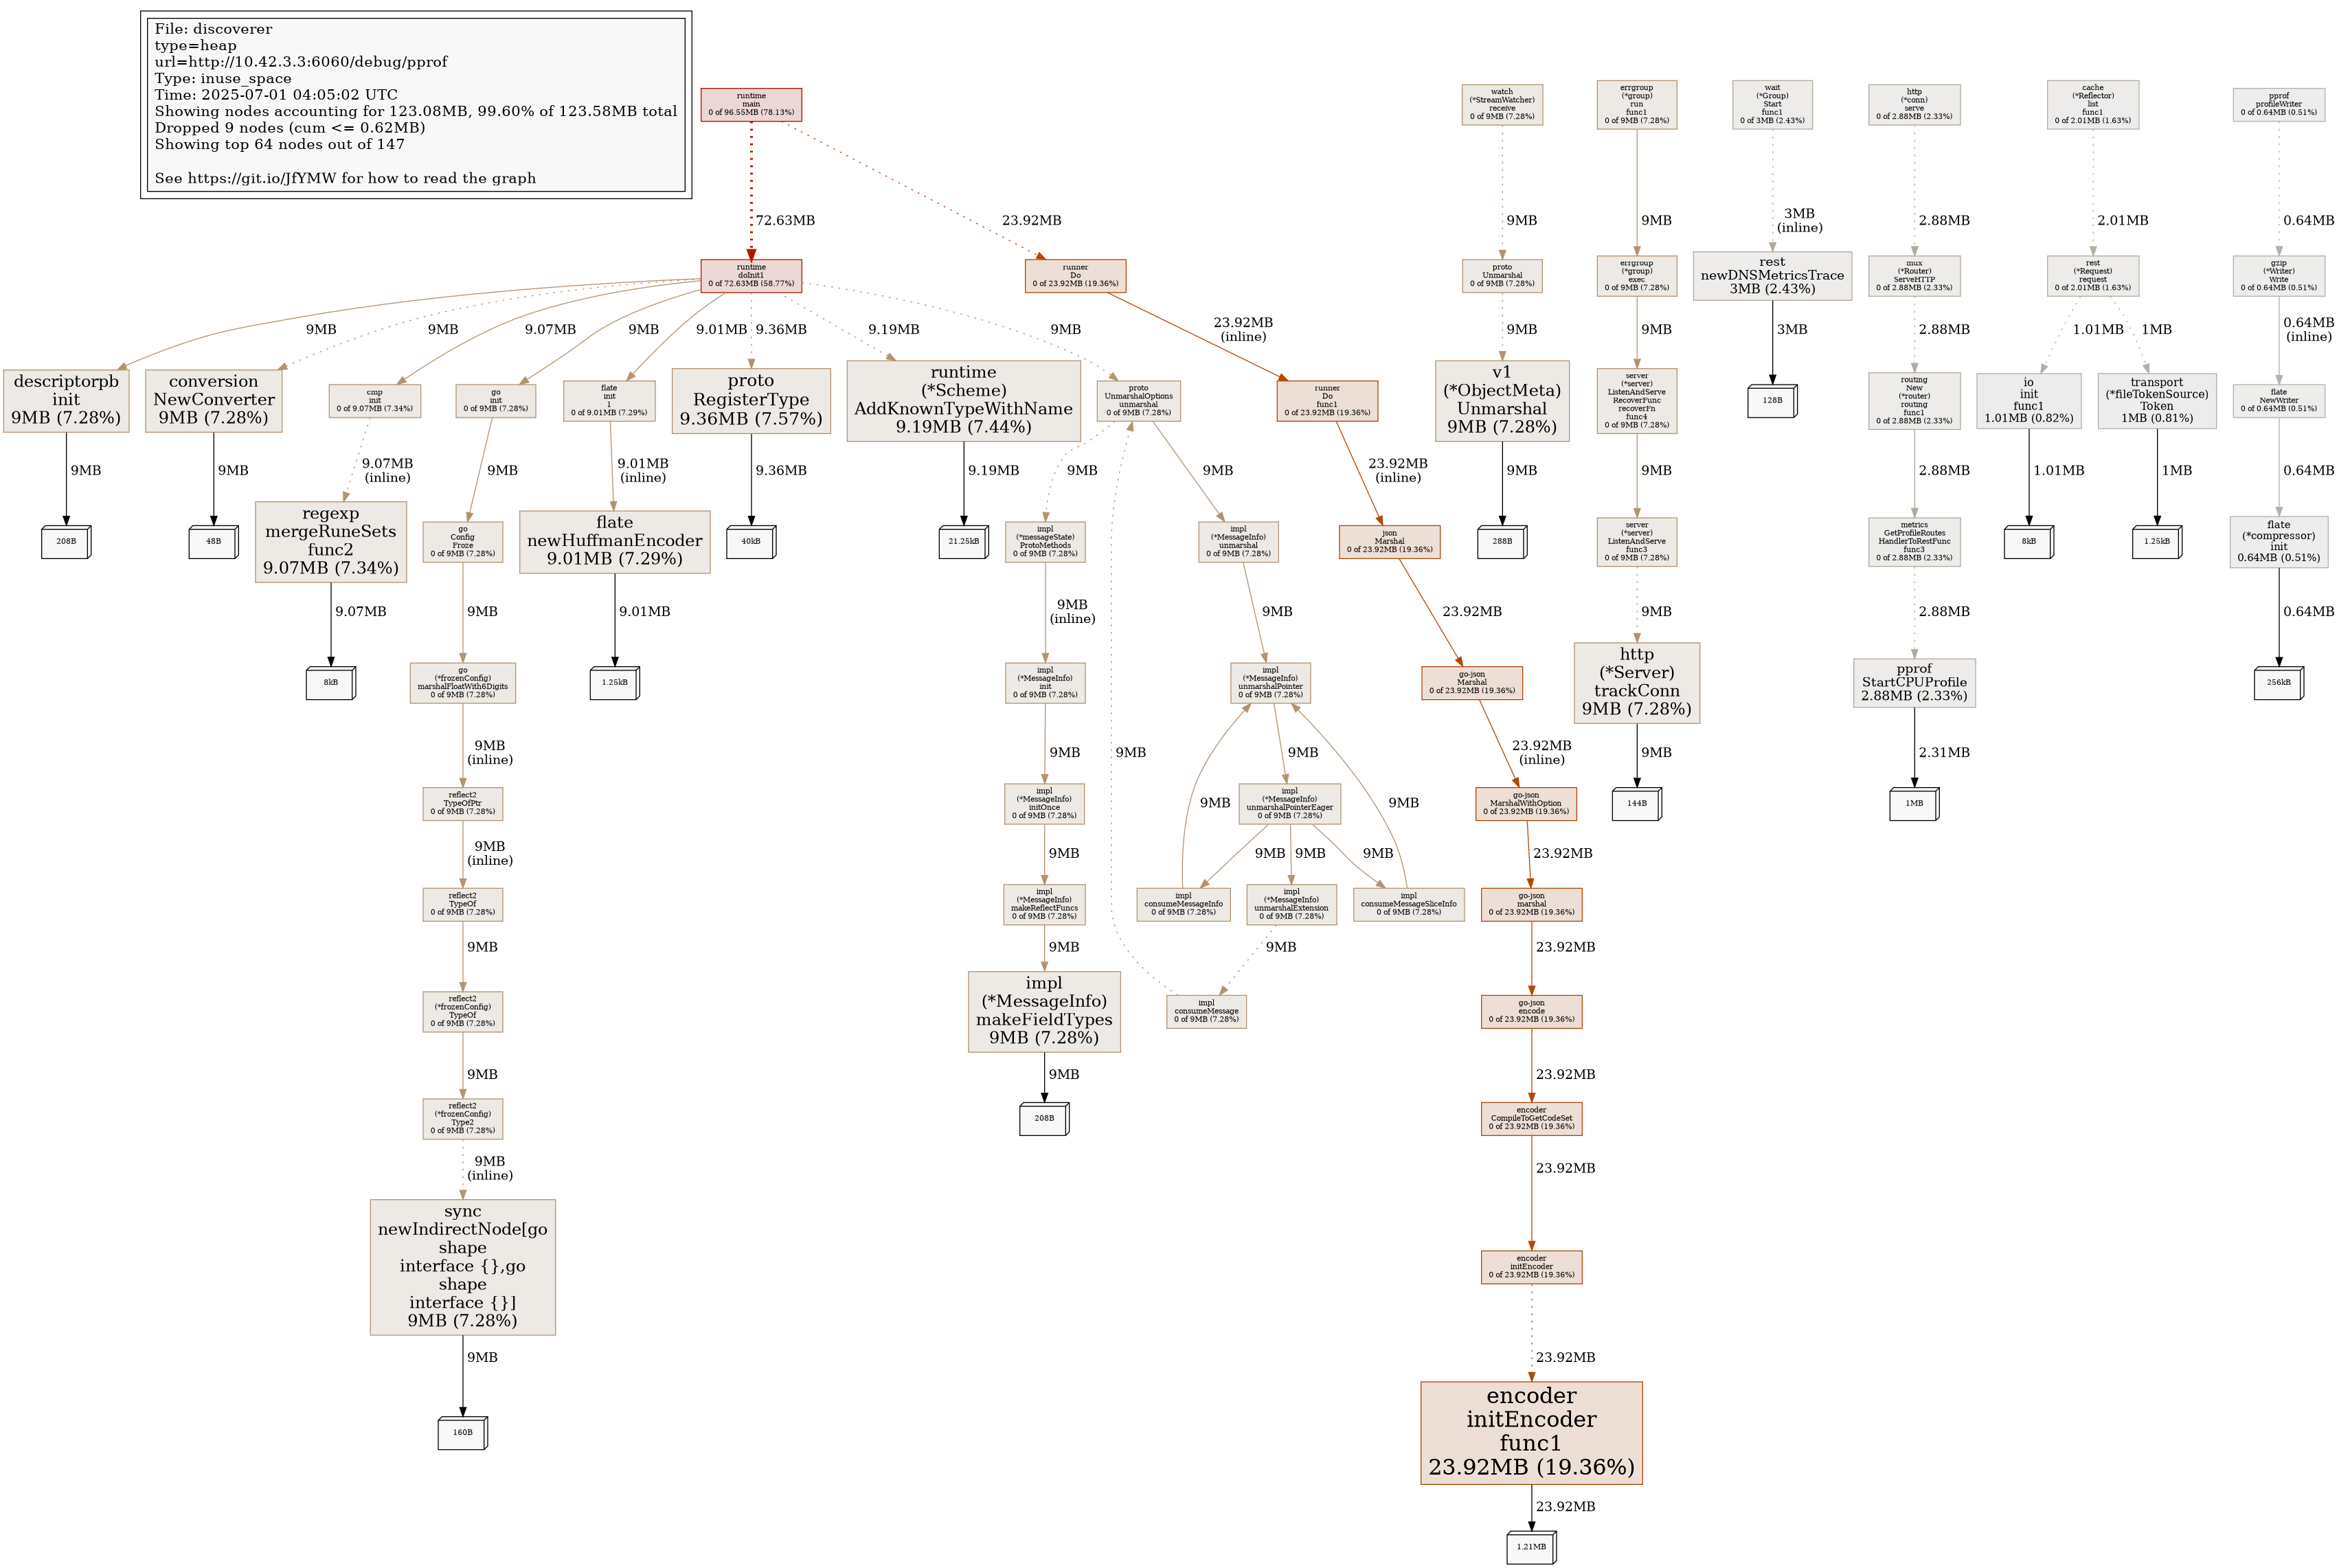 File: discoverer
type=heap
url=http://10.42.3.3:6060/debug/pprof
Type: inuse_space
Time: 2025-07-01 04:05:02 UTC
Showing nodes accounting for 123.08MB, 99.60% of 123.58MB total
Dropped 9 nodes (cum <= 0.62MB)
Showing top 64 nodes out of 147
See https://git.io/JfYMW for how to read the graph
runtime
main
0 of 96.55MB (78.13%)
watch
(*StreamWatcher)
receive
0 of 9MB (7.28%)
errgroup
(*group)
run
func1
0 of 9MB (7.28%)
wait
(*Group)
Start
func1
0 of 3MB (2.43%)
http
(*conn)
serve
0 of 2.88MB (2.33%)
cache
(*Reflector)
list
func1
0 of 2.01MB (1.63%)
pprof
profileWriter
0 of 0.64MB (0.51%)
72.63MB
23.92MB
9MB
9MB
3MB
(inline)
2.88MB
2.01MB
0.64MB
runtime
doInit1
0 of 72.63MB (58.77%)
runner
Do
0 of 23.92MB (19.36%)
proto
Unmarshal
0 of 9MB (7.28%)
errgroup
(*group)
exec
0 of 9MB (7.28%)
rest
newDNSMetricsTrace
3MB (2.43%)
mux
(*Router)
ServeHTTP
0 of 2.88MB (2.33%)
rest
(*Request)
request
0 of 2.01MB (1.63%)
gzip
(*Writer)
Write
0 of 0.64MB (0.51%)
9MB
9MB
9.07MB
9MB
9.01MB
9.36MB
9.19MB
9MB
23.92MB
(inline)
9MB
9MB
3MB
2.88MB
1.01MB
1MB
0.64MB
(inline)
descriptorpb
init
9MB (7.28%)
conversion
NewConverter
9MB (7.28%)
cmp
init
0 of 9.07MB (7.34%)
go
init
0 of 9MB (7.28%)
flate
init
1
0 of 9.01MB (7.29%)
proto
RegisterType
9.36MB (7.57%)
runtime
(*Scheme)
AddKnownTypeWithName
9.19MB (7.44%)
proto
UnmarshalOptions
unmarshal
0 of 9MB (7.28%)
runner
Do
func1
0 of 23.92MB (19.36%)
v1
(*ObjectMeta)
Unmarshal
9MB (7.28%)
server
(*server)
ListenAndServe
RecoverFunc
recoverFn
func4
0 of 9MB (7.28%)
128B
routing
New
(*router)
routing
func1
0 of 2.88MB (2.33%)
io
init
func1
1.01MB (0.82%)
transport
(*fileTokenSource)
Token
1MB (0.81%)
flate
NewWriter
0 of 0.64MB (0.51%)
9MB
9MB
9.07MB
(inline)
9MB
9.01MB
(inline)
9.36MB
9.19MB
9MB
9MB
23.92MB
(inline)
9MB
9MB
2.88MB
1.01MB
1MB
0.64MB
208B
48B
regexp
mergeRuneSets
func2
9.07MB (7.34%)
go
Config
Froze
0 of 9MB (7.28%)
flate
newHuffmanEncoder
9.01MB (7.29%)
40kB
21.25kB
impl
(*messageState)
ProtoMethods
0 of 9MB (7.28%)
impl
(*MessageInfo)
unmarshal
0 of 9MB (7.28%)
json
Marshal
0 of 23.92MB (19.36%)
288B
server
(*server)
ListenAndServe
func3
0 of 9MB (7.28%)
metrics
GetProfileRoutes
HandlerToRestFunc
func3
0 of 2.88MB (2.33%)
8kB
1.25kB
flate
(*compressor)
init
0.64MB (0.51%)
9.07MB
9MB
9.01MB
9MB
(inline)
9MB
23.92MB
9MB
2.88MB
0.64MB
8kB
go
(*frozenConfig)
marshalFloatWith6Digits
0 of 9MB (7.28%)
1.25kB
impl
(*MessageInfo)
init
0 of 9MB (7.28%)
impl
(*MessageInfo)
unmarshalPointer
0 of 9MB (7.28%)
go-json
Marshal
0 of 23.92MB (19.36%)
http
(*Server)
trackConn
9MB (7.28%)
pprof
StartCPUProfile
2.88MB (2.33%)
256kB
9MB
(inline)
9MB
9MB
9MB
23.92MB
(inline)
9MB
2.31MB
reflect2
TypeOfPtr
0 of 9MB (7.28%)
impl
(*MessageInfo)
initOnce
0 of 9MB (7.28%)
9MB
impl
(*MessageInfo)
unmarshalPointerEager
0 of 9MB (7.28%)
9MB
go-json
MarshalWithOption
0 of 23.92MB (19.36%)
144B
1MB
9MB
(inline)
9MB
9MB
9MB
9MB
23.92MB
reflect2
TypeOf
0 of 9MB (7.28%)
impl
(*MessageInfo)
makeReflectFuncs
0 of 9MB (7.28%)
impl
consumeMessageInfo
0 of 9MB (7.28%)
impl
(*MessageInfo)
unmarshalExtension
0 of 9MB (7.28%)
impl
consumeMessageSliceInfo
0 of 9MB (7.28%)
go-json
marshal
0 of 23.92MB (19.36%)
9MB
9MB
9MB
23.92MB
reflect2
(*frozenConfig)
TypeOf
0 of 9MB (7.28%)
impl
(*MessageInfo)
makeFieldTypes
9MB (7.28%)
impl
consumeMessage
0 of 9MB (7.28%)
go-json
encode
0 of 23.92MB (19.36%)
9MB
9MB
23.92MB
reflect2
(*frozenConfig)
Type2
0 of 9MB (7.28%)
208B
encoder
CompileToGetCodeSet
0 of 23.92MB (19.36%)
9MB
(inline)
23.92MB
sync
newIndirectNode[go
shape
interface {},go
shape
interface {}]
9MB (7.28%)
encoder
initEncoder
0 of 23.92MB (19.36%)
9MB
23.92MB
160B
encoder
initEncoder
func1
23.92MB (19.36%)
23.92MB
1.21MB